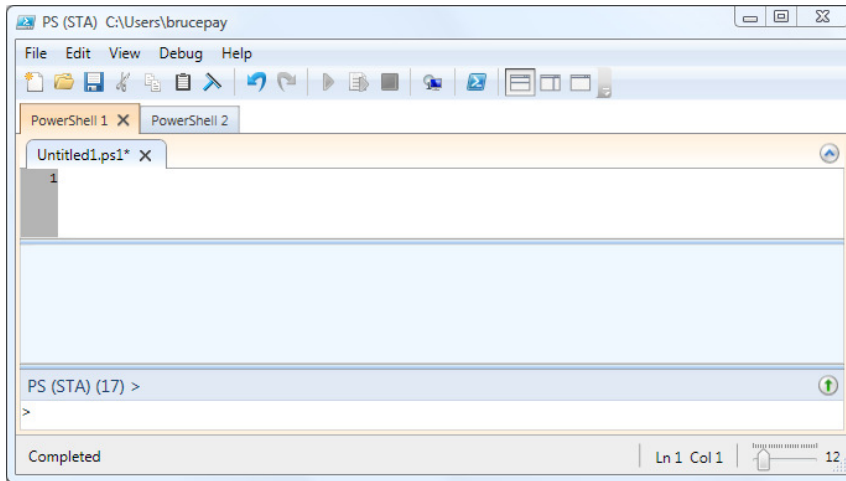 PS (STA) C:\Users\brucepay
File Edit View Debug Help
PowerShell 1 PowerShell 2
Untitled1.ps1*
1
PS (STA) (17) >
>
Completed Ln 1 Col 1 12